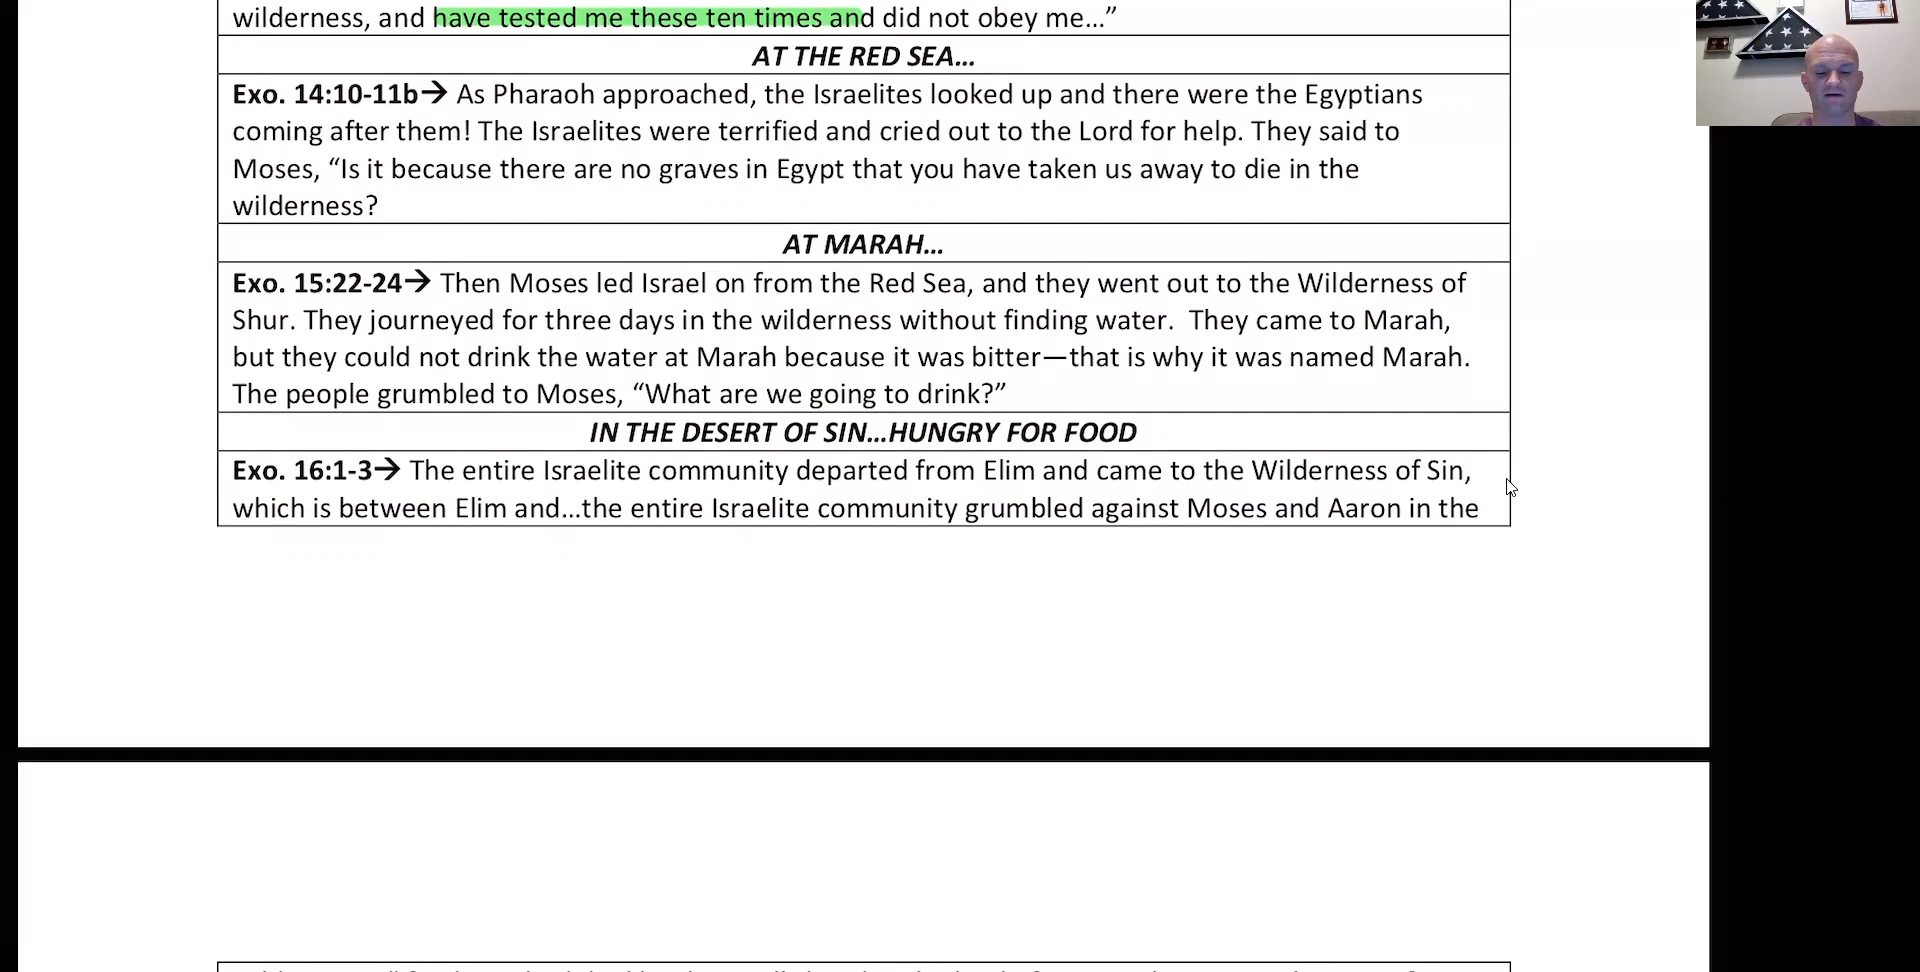 wilderness, and have tested me these ten times and did not obey me…”
AT THE RED SEA…
Exo. 14:10-11b→ As Pharaoh approached, the Israelites looked up and there were the Egyptians
coming after them! The Israelites were terrified and cried out to the Lord for help. They said to
Moses, “Is it because there are no graves in Egypt that you have taken us away to die in the
wilderness?
AT MARAH…
Exo. 15:22-24→ Then Moses led Israel on from the Red Sea, and they went out to the Wilderness of
Shur. They journeyed for three days in the wilderness without finding water.  They came to Marah,
but they could not drink the water at Marah because it was bitter—that is why it was named Marah.
The people grumbled to Moses, “What are we going to drink?”
IN THE DESERT OF SIN…HUNGRY FOR FOOD
Exo. 16:1-3→ The entire Israelite community departed from Elim and came to the Wilderness of Sin,
which is between Elim and…the entire Israelite community grumbled against Moses and Aaron in the